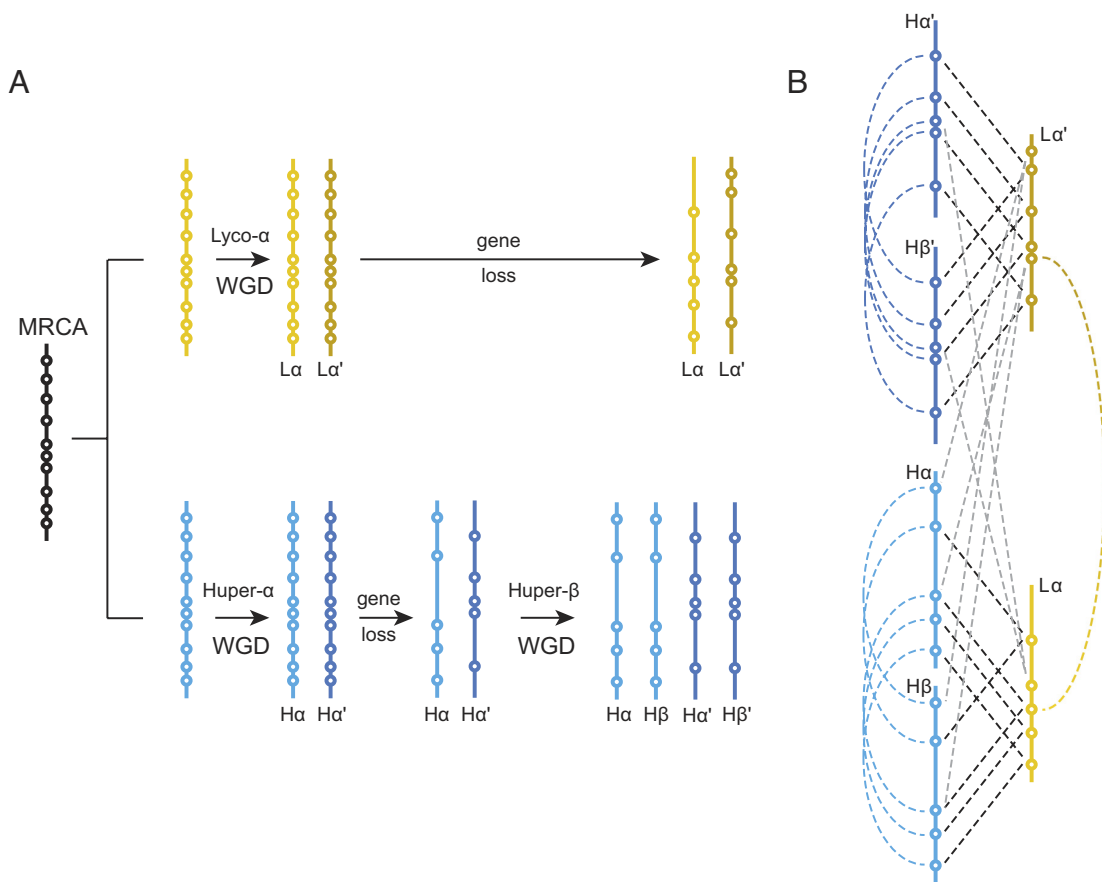 A
Lyco-α
WGD
gene
loss
Lα
Lα'
Lα
Lα'
MRCA
Huper-α
WGD
gene
loss
Huper-β
WGD
Hα
Hα'
Hα
Hα'
Hα
Hβ
Hα'
Hβ'
B
Hα'
Lα'
Hβ'
Hα
Lα
Hβ